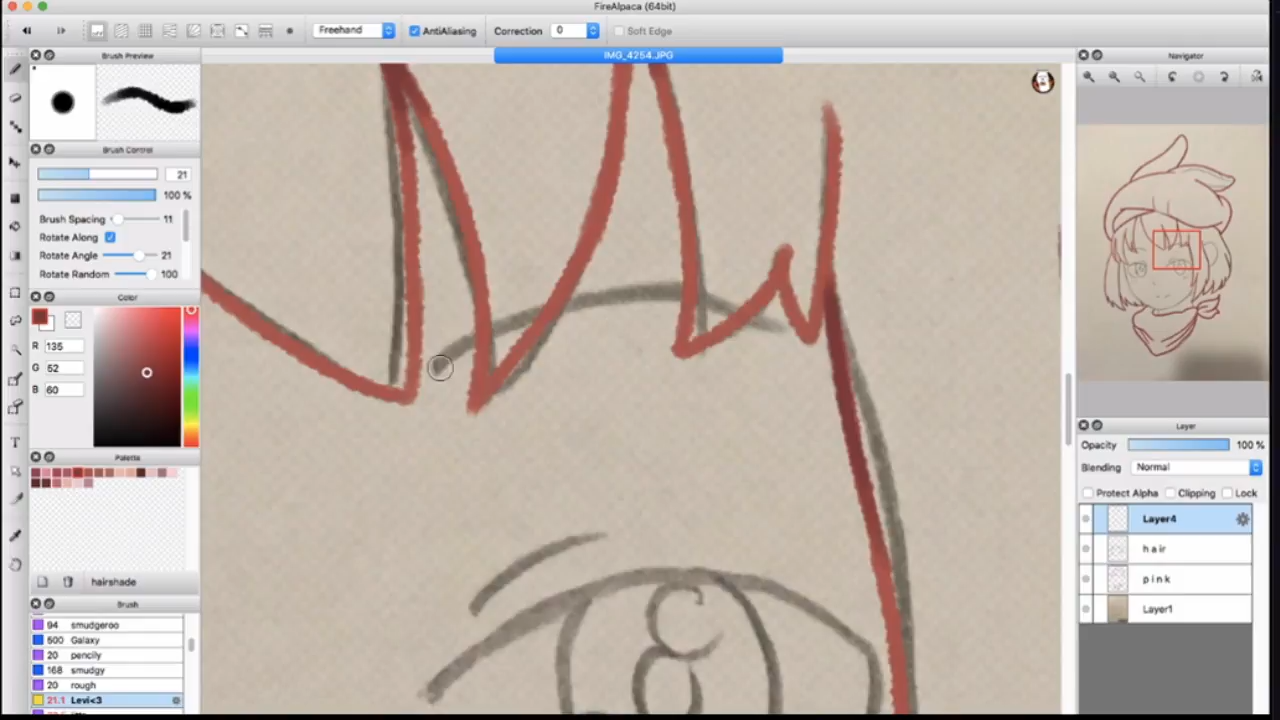 FireAlpaca (64bit)
Freehand
AntiAliasing
Correction
0
Soft Edge
IMG_4254.JPG
Brush Preview
Navigator
Brush Control
21
100 %
Brush Spacing
11
Rotate Along
Rotate Angle
21
Rotate Random
100
Color
R
135
G
52
B
60
Palette
hairshade
Brush
94 smudgeroo
500 Galaxy
20 pencily
168 smudgy
20 rough
21.1 Levi<3
T
Layer
Opacity
100 %
Blending
Normal
Protect Alpha
Clipping
Lock
Layer4
h a i r
p i n k
Layer1